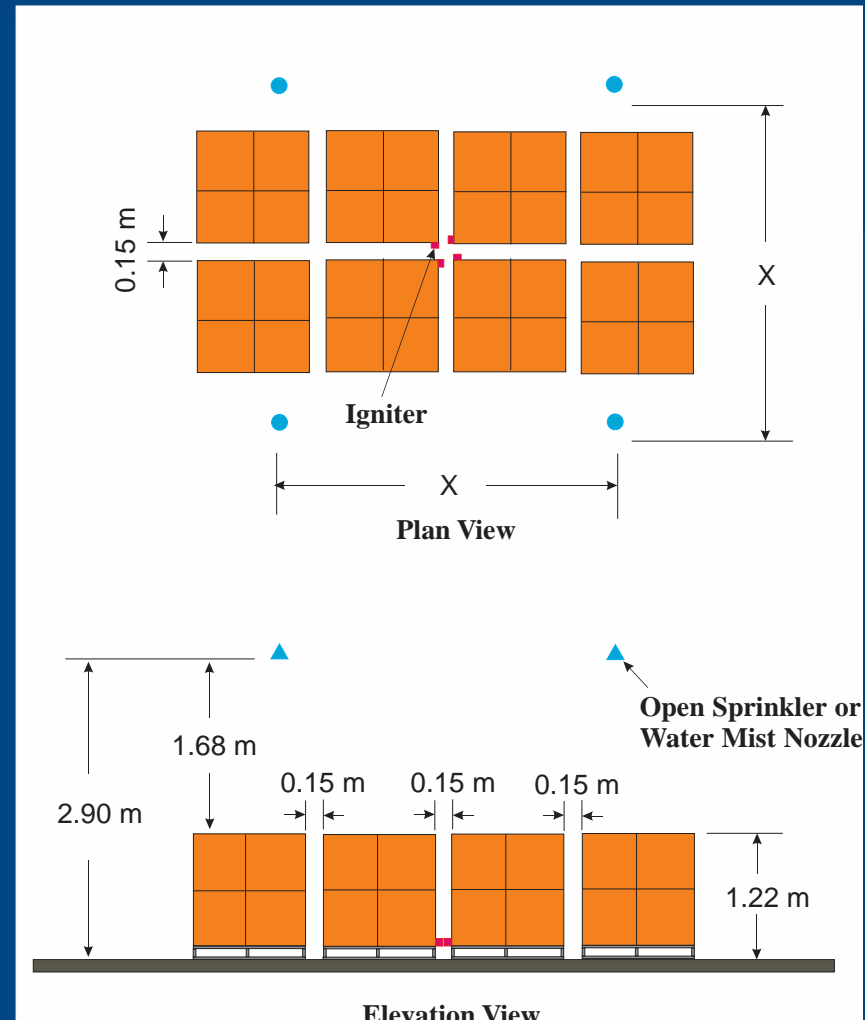 0.15 m
X
Igniter
X
Plan View
Open Sprinkler or
Water Mist Nozzle
1.68 m
0.15 m 0.15 m 0.15 m
2.90 m
1.22 m
Elevation View